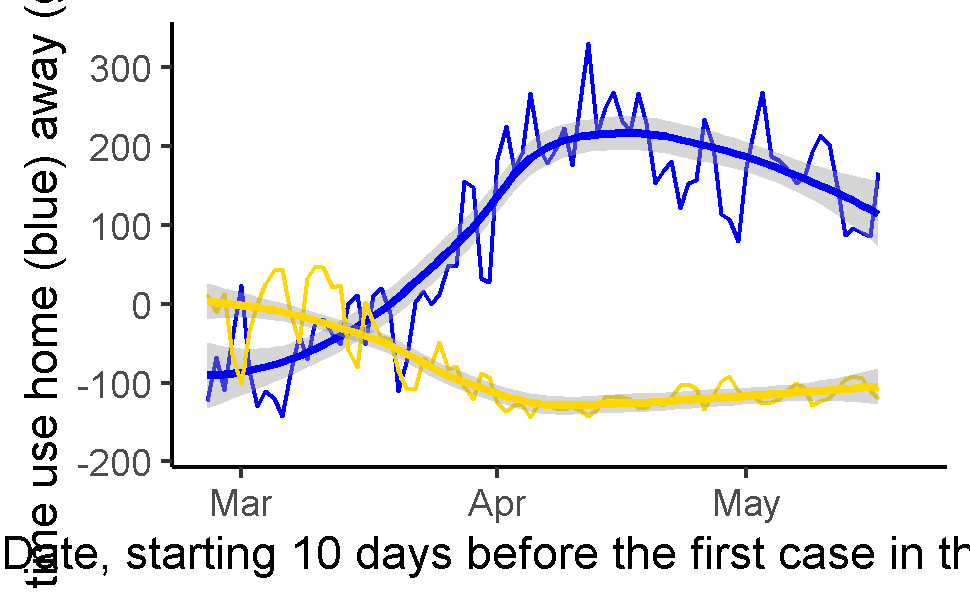 time use home (blue) away (
300
200
100
0
-100
-200
Mar Apr May
Date, starting 10 days before the first case in th